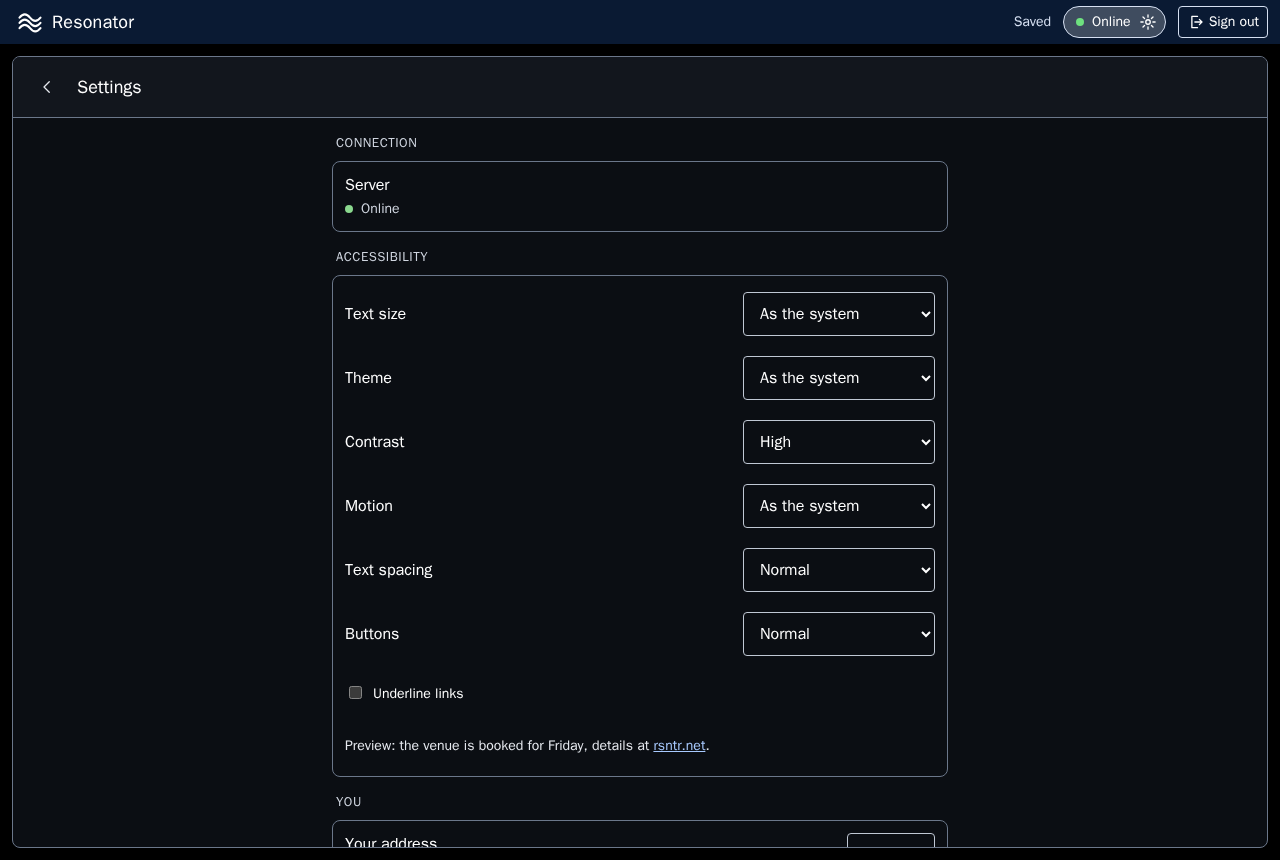 Resonator
Saved
Online
Sign out
Settings
CONNECTION
Server
Online
ACCESSIBILITY
Text size
As the system
Theme
As the system
Contrast
High
Motion
As the system
Text spacing
Normal
Buttons
Normal
Underline links
Preview: the venue is booked for Friday, details at rsntr.net.
YOU
Your address